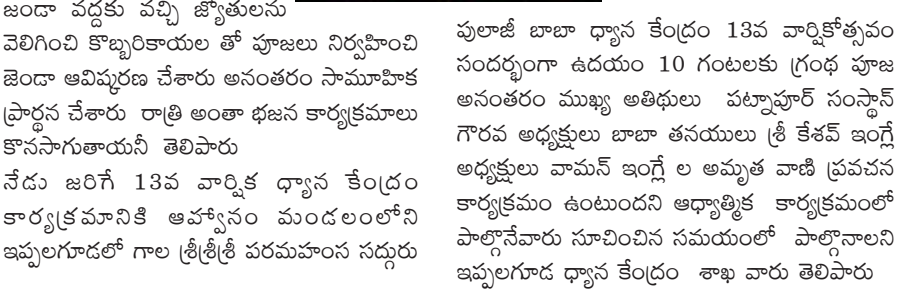 జండా వద్దకు వచ్చి జ్యోతులను
వెలిగించి కొబ్బరికాయల తో పూజలు నిర్వహించి
జెండా ఆవిష్కరణ చేశారు అనంతరం సామూహిక
ప్రార్థన చేశారు రాత్రి అంతా భజన కార్యక్రమాలు
కొనసాగుతాయనీ తెలిపారు
నేడు జరిగే 13వ వార్షిక ధ్యాన కేంద్రం
కార్యక్రమానికి ఆహ్వానం మండలంలోని
ఇప్పలగూడలో గాల శ్రీశ్రీశ్రీ పరమహంస సద్గురు
పులాజీ బాబా ధ్యాన కేంద్రం 13వ వార్షికోత్సవం
సందర్భంగా ఉదయం 10 గంటలకు గ్రంథ పూజ
అనంతరం ముఖ్య అతిథులు పట్నాపూర్ సంస్థాన్
గౌరవ అధ్యక్షులు బాబా తనయులు శ్రీ కేశవ్ ఇంగ్లే
అధ్యక్షులు వామన్ ఇంగ్లే ల అమృత వాణి ప్రవచన
కార్యక్రమం ఉంటుందని ఆధ్యాత్మిక కార్యక్రమంలో
పాల్గొనేవారు సూచించిన సమయంలో పాల్గొనాలని
ఇప్పలగూడ ధ్యాన కేంద్రం శాఖ వారు తెలిపారు